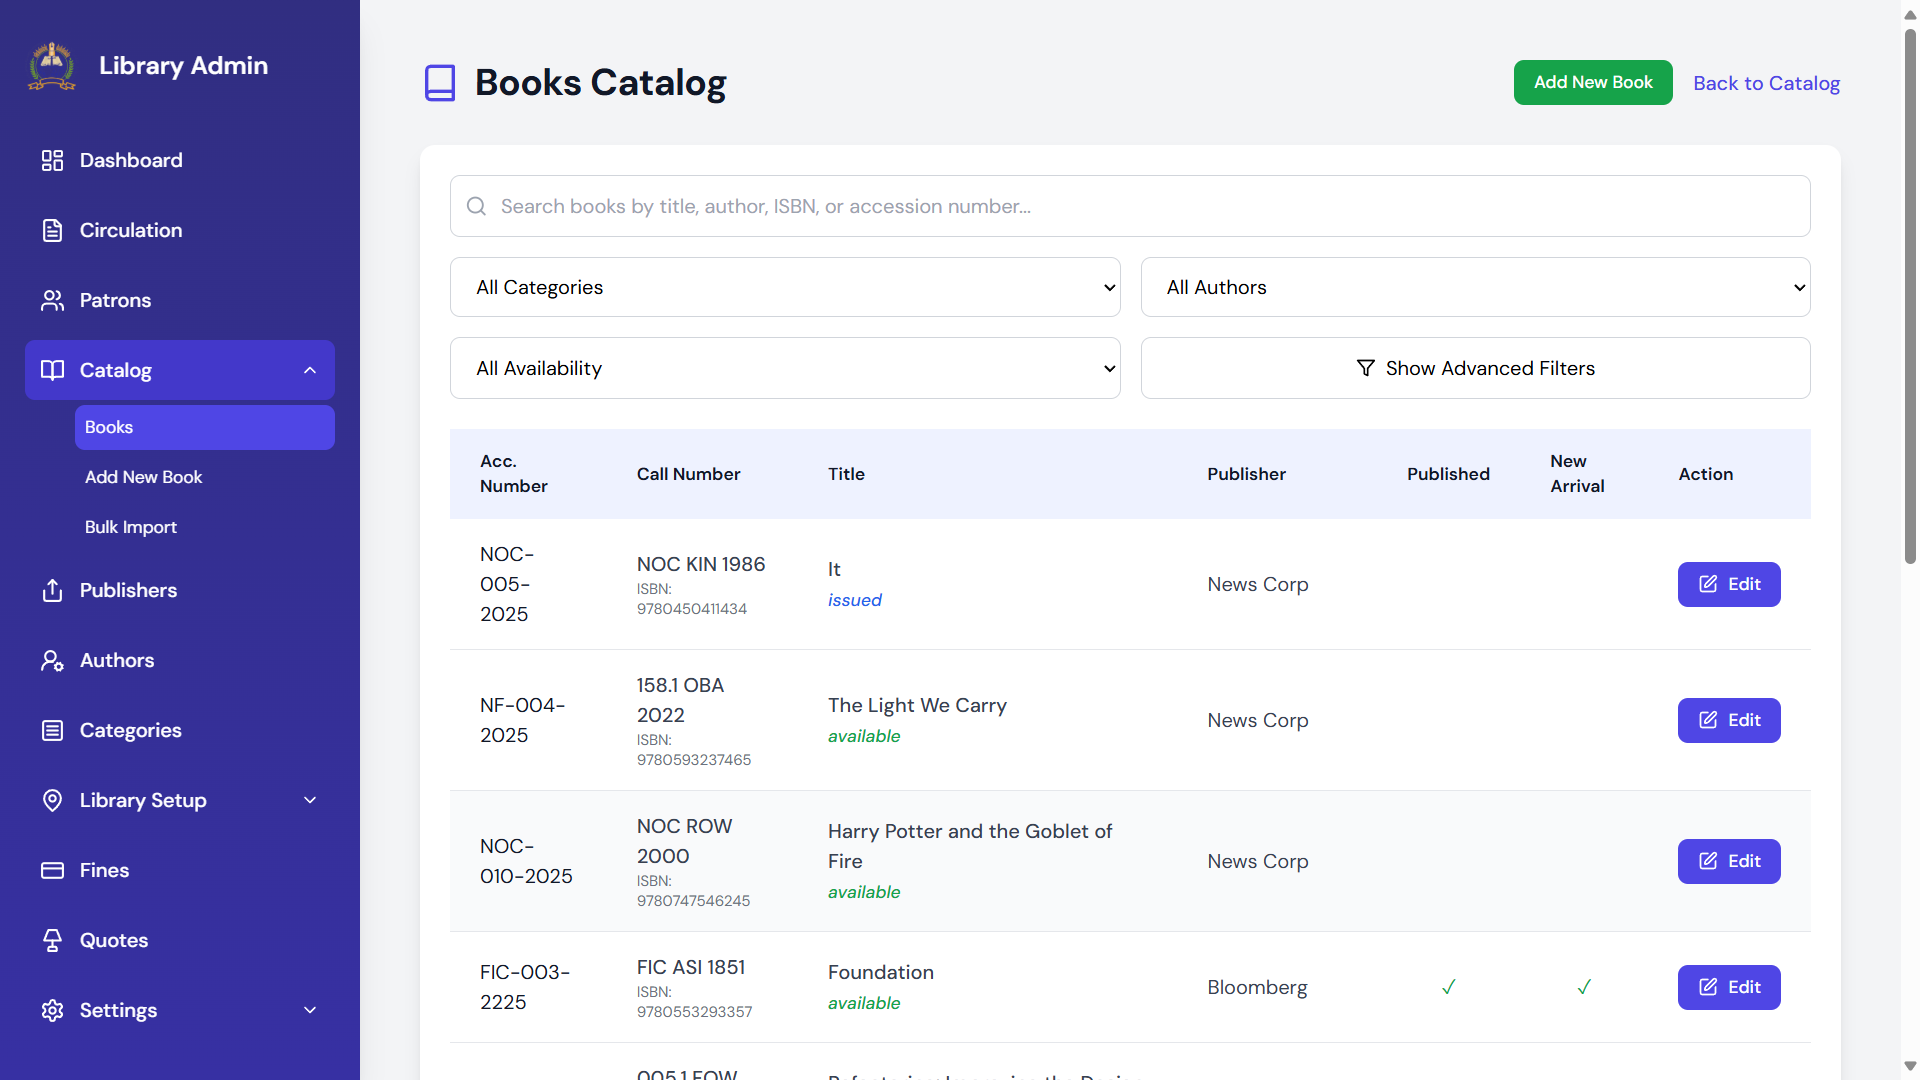 Library Admin
Dashboard
Circulation
Patrons
Catalog
Books
Add New Book
Bulk Import
Publishers
Authors
Categories
Library Setup
Fines
Quotes
Settings
Books Catalog
Add New Book
Back to Catalog
Search books by title, author, ISBN, or accession number...
All Categories
All Authors
All Availability
Show Advanced Filters
Acc.
Number
Call Number
Title
Publisher
Published
New
Arrival
Action
NOC-
005-
2025
NOC KIN 1986
ISBN:
9780450411434
It
issued
News Corp
Edit
NF-004-
2025
158.1 OBA
2022
ISBN:
9780593237465
The Light We Carry
available
News Corp
Edit
NOC-
010-2025
NOC ROW
2000
ISBN:
9780747546245
Harry Potter and the Goblet of
Fire
available
News Corp
Edit
FIC-003-
2225
FIC ASI 1851
ISBN:
9780553293357
Foundation
available
Bloomberg
✓
✓
Edit
005.1 FOW